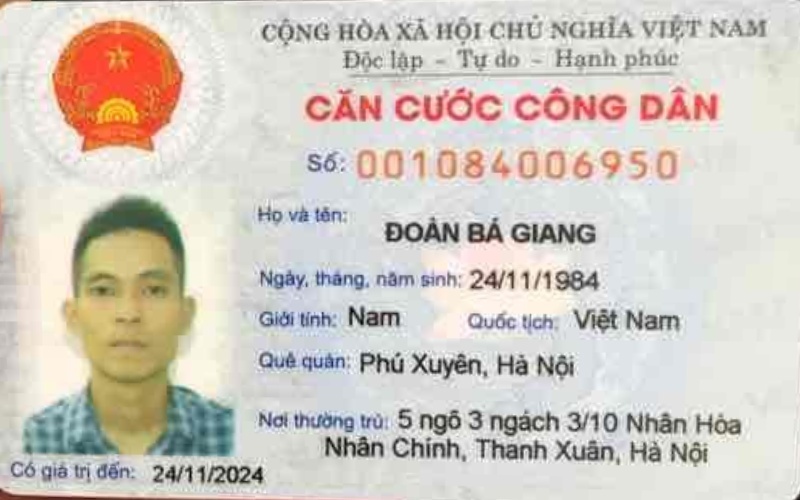 CỘNG HÒA XÃ HỘI CHỦ NGHĨA VIỆT NAM
Độc lập - Tự do - Hạnh phúc
CĂN CƯỚC CÔNG DÂN
Số: 001084006950
Họ và tên:
ĐOÀN BÁ GIANG
Ngày, tháng, năm sinh: 24/11/1984
Giới tính: Nam Quốc tịch: Việt Nam
Quê quán: Phú Xuyên, Hà Nội
Nơi thường trú: 5 ngõ 3 ngách 3/10 Nhân Hòa
Nhân Chính, Thanh Xuân, Hà Nội
Có giá trị đến: 24/11/2024